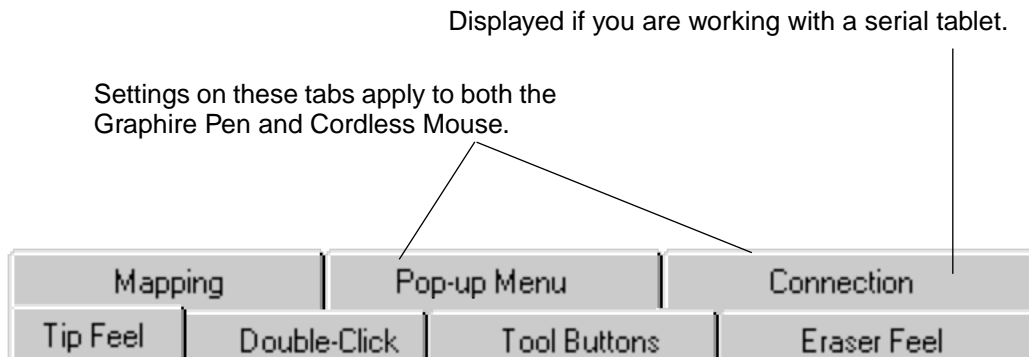 Displayed if you are working with a serial tablet.
Settings on these tabs apply to both the
Graphire Pen and Cordless Mouse.
Mapping Pop-up Menu Connection
Tip Feel Double-Click Tool Buttons Eraser Feel